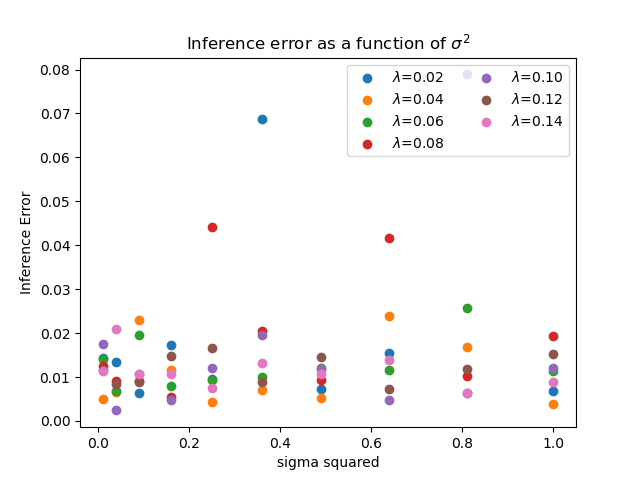 Inference error as a function of σ²
Inference Error
0.08
0.07
0.06
0.05
0.04
0.03
0.02
0.01
0.00
λ=0.02
λ=0.04
λ=0.06
λ=0.08
λ=0.10
λ=0.12
λ=0.14
0.0 0.2 0.4 0.6 0.8 1.0
sigma squared